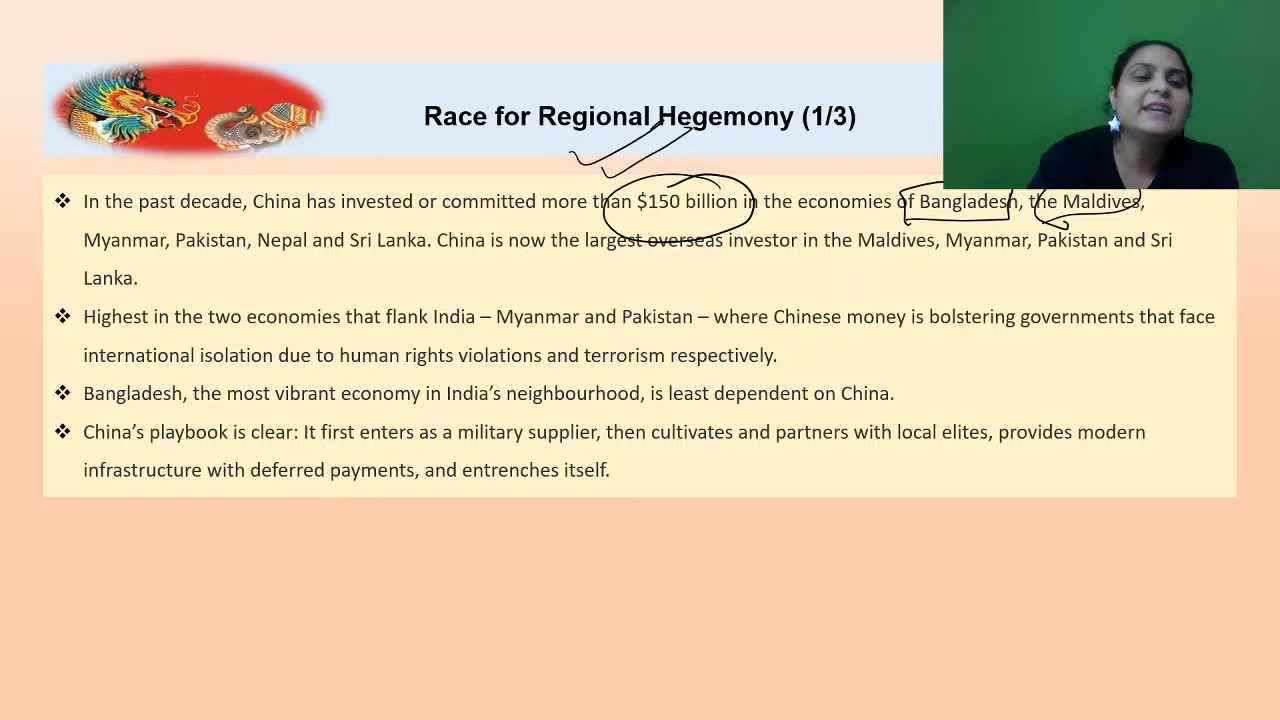 Race for Regional Hegemony (1/3)
❖ In the past decade, China has invested or committed more than $150 billion in the economies of Bangladesh, the Maldives,
Myanmar, Pakistan, Nepal and Sri Lanka. China is now the largest overseas investor in the Maldives, Myanmar, Pakistan and Sri
Lanka.
❖ Highest in the two economies that flank India – Myanmar and Pakistan – where Chinese money is bolstering governments that face
international isolation due to human rights violations and terrorism respectively.
❖ Bangladesh, the most vibrant economy in India’s neighbourhood, is least dependent on China.
❖ China’s playbook is clear: It first enters as a military supplier, then cultivates and partners with local elites, provides modern
infrastructure with deferred payments, and entrenches itself.